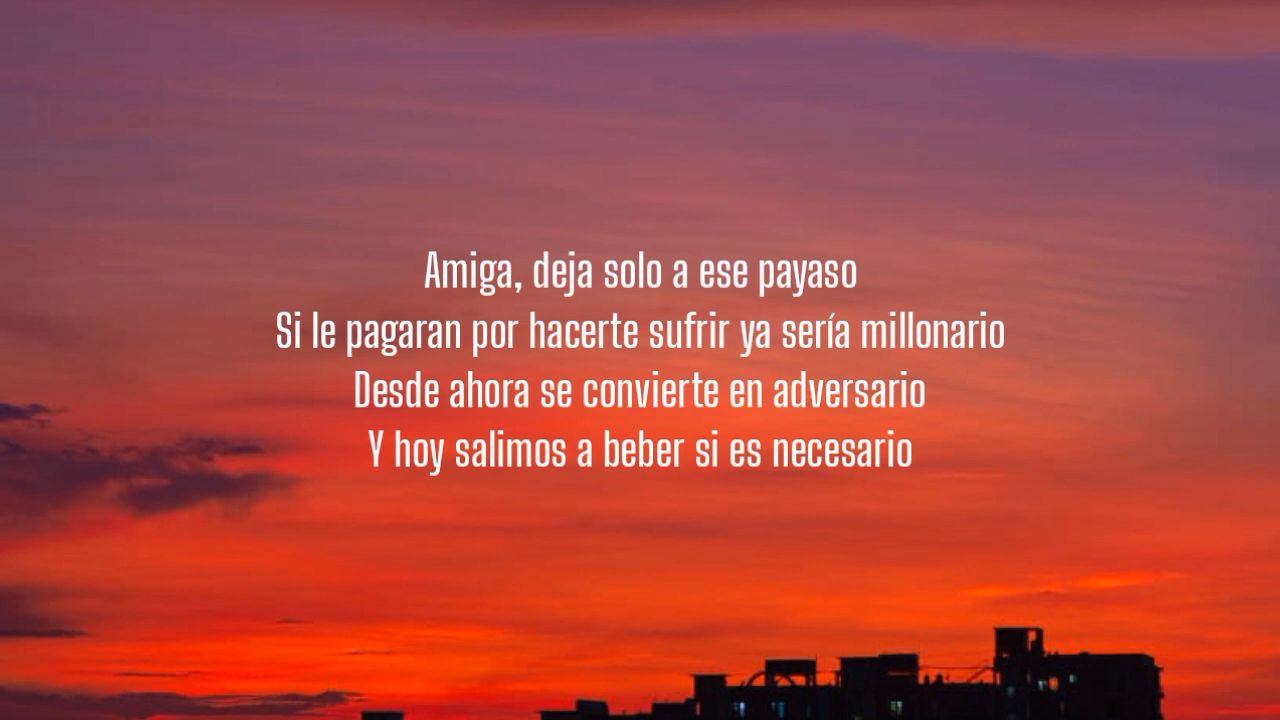 Amiga, deja solo a ese payaso
Si le pagaran por hacerte sufrir ya sería millonario
Desde ahora se convierte en adversario
Y hoy salimos a beber si es necesario